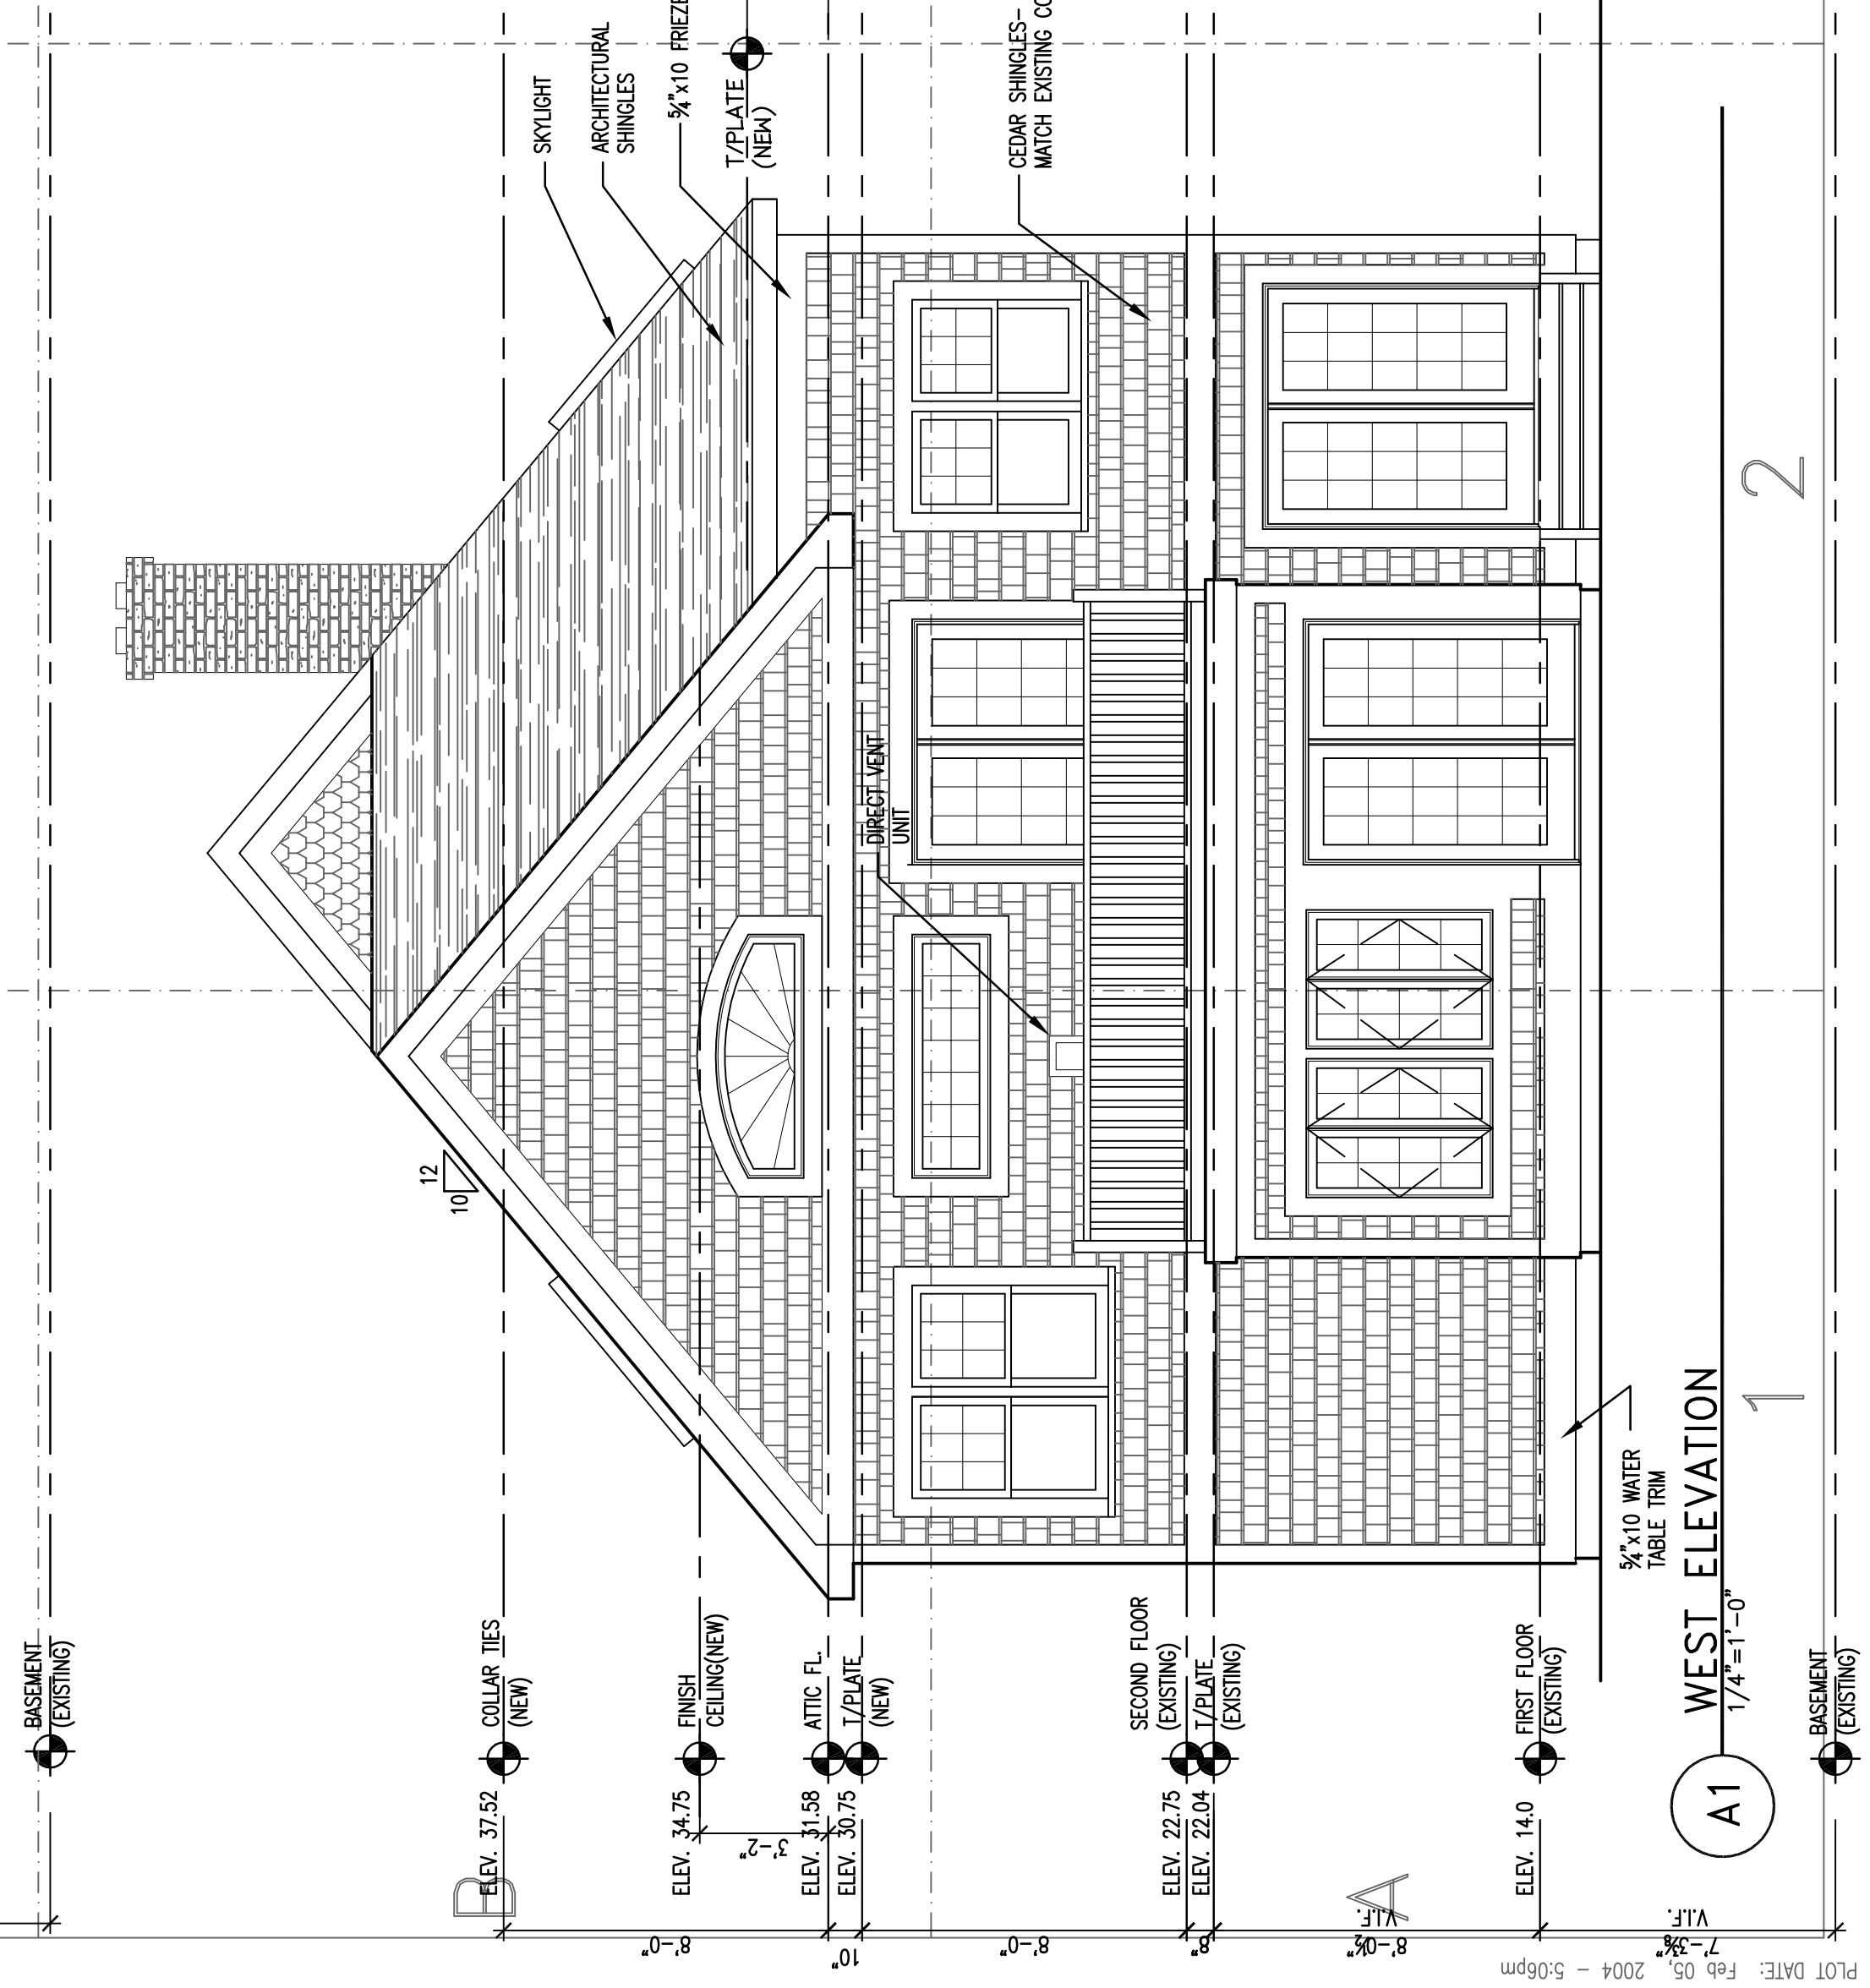 BASEMENT
(EXISTING)
SKYLIGHT
ARCHITECTURAL
SHINGLES
5/4"x10 FRIEZE
T/PLATE
(NEW)
CEDAR SHINGLES-
MATCH EXISTING
12
10
DIRECT VENT
UNIT
ELEV. 37.52
COLLAR TIES
(NEW)
ELEV. 34.75
FINISH
CEILING(NEW)
3'-2"
ELEV. 31.58
ATTIC FL.
ELEV. 30.75
T/PLATE
(NEW)
ELEV. 22.75
SECOND FLOOR
(EXISTING)
ELEV. 22.04
T/PLATE
(EXISTING)
ELEV. 14.0
FIRST FLOOR
(EXISTING)
BASEMENT
(EXISTING)
8'-0"
10"
8'-0"
8"
8'-0½"
V.I.F.
7'-3⅜"
V.I.F.
B
A
1
2
5/4"x10 WATER
TABLE TRIM
A1
WEST ELEVATION
1/4"=1'-0"
PLOT DATE: Feb 05, 2004 - 5:06pm